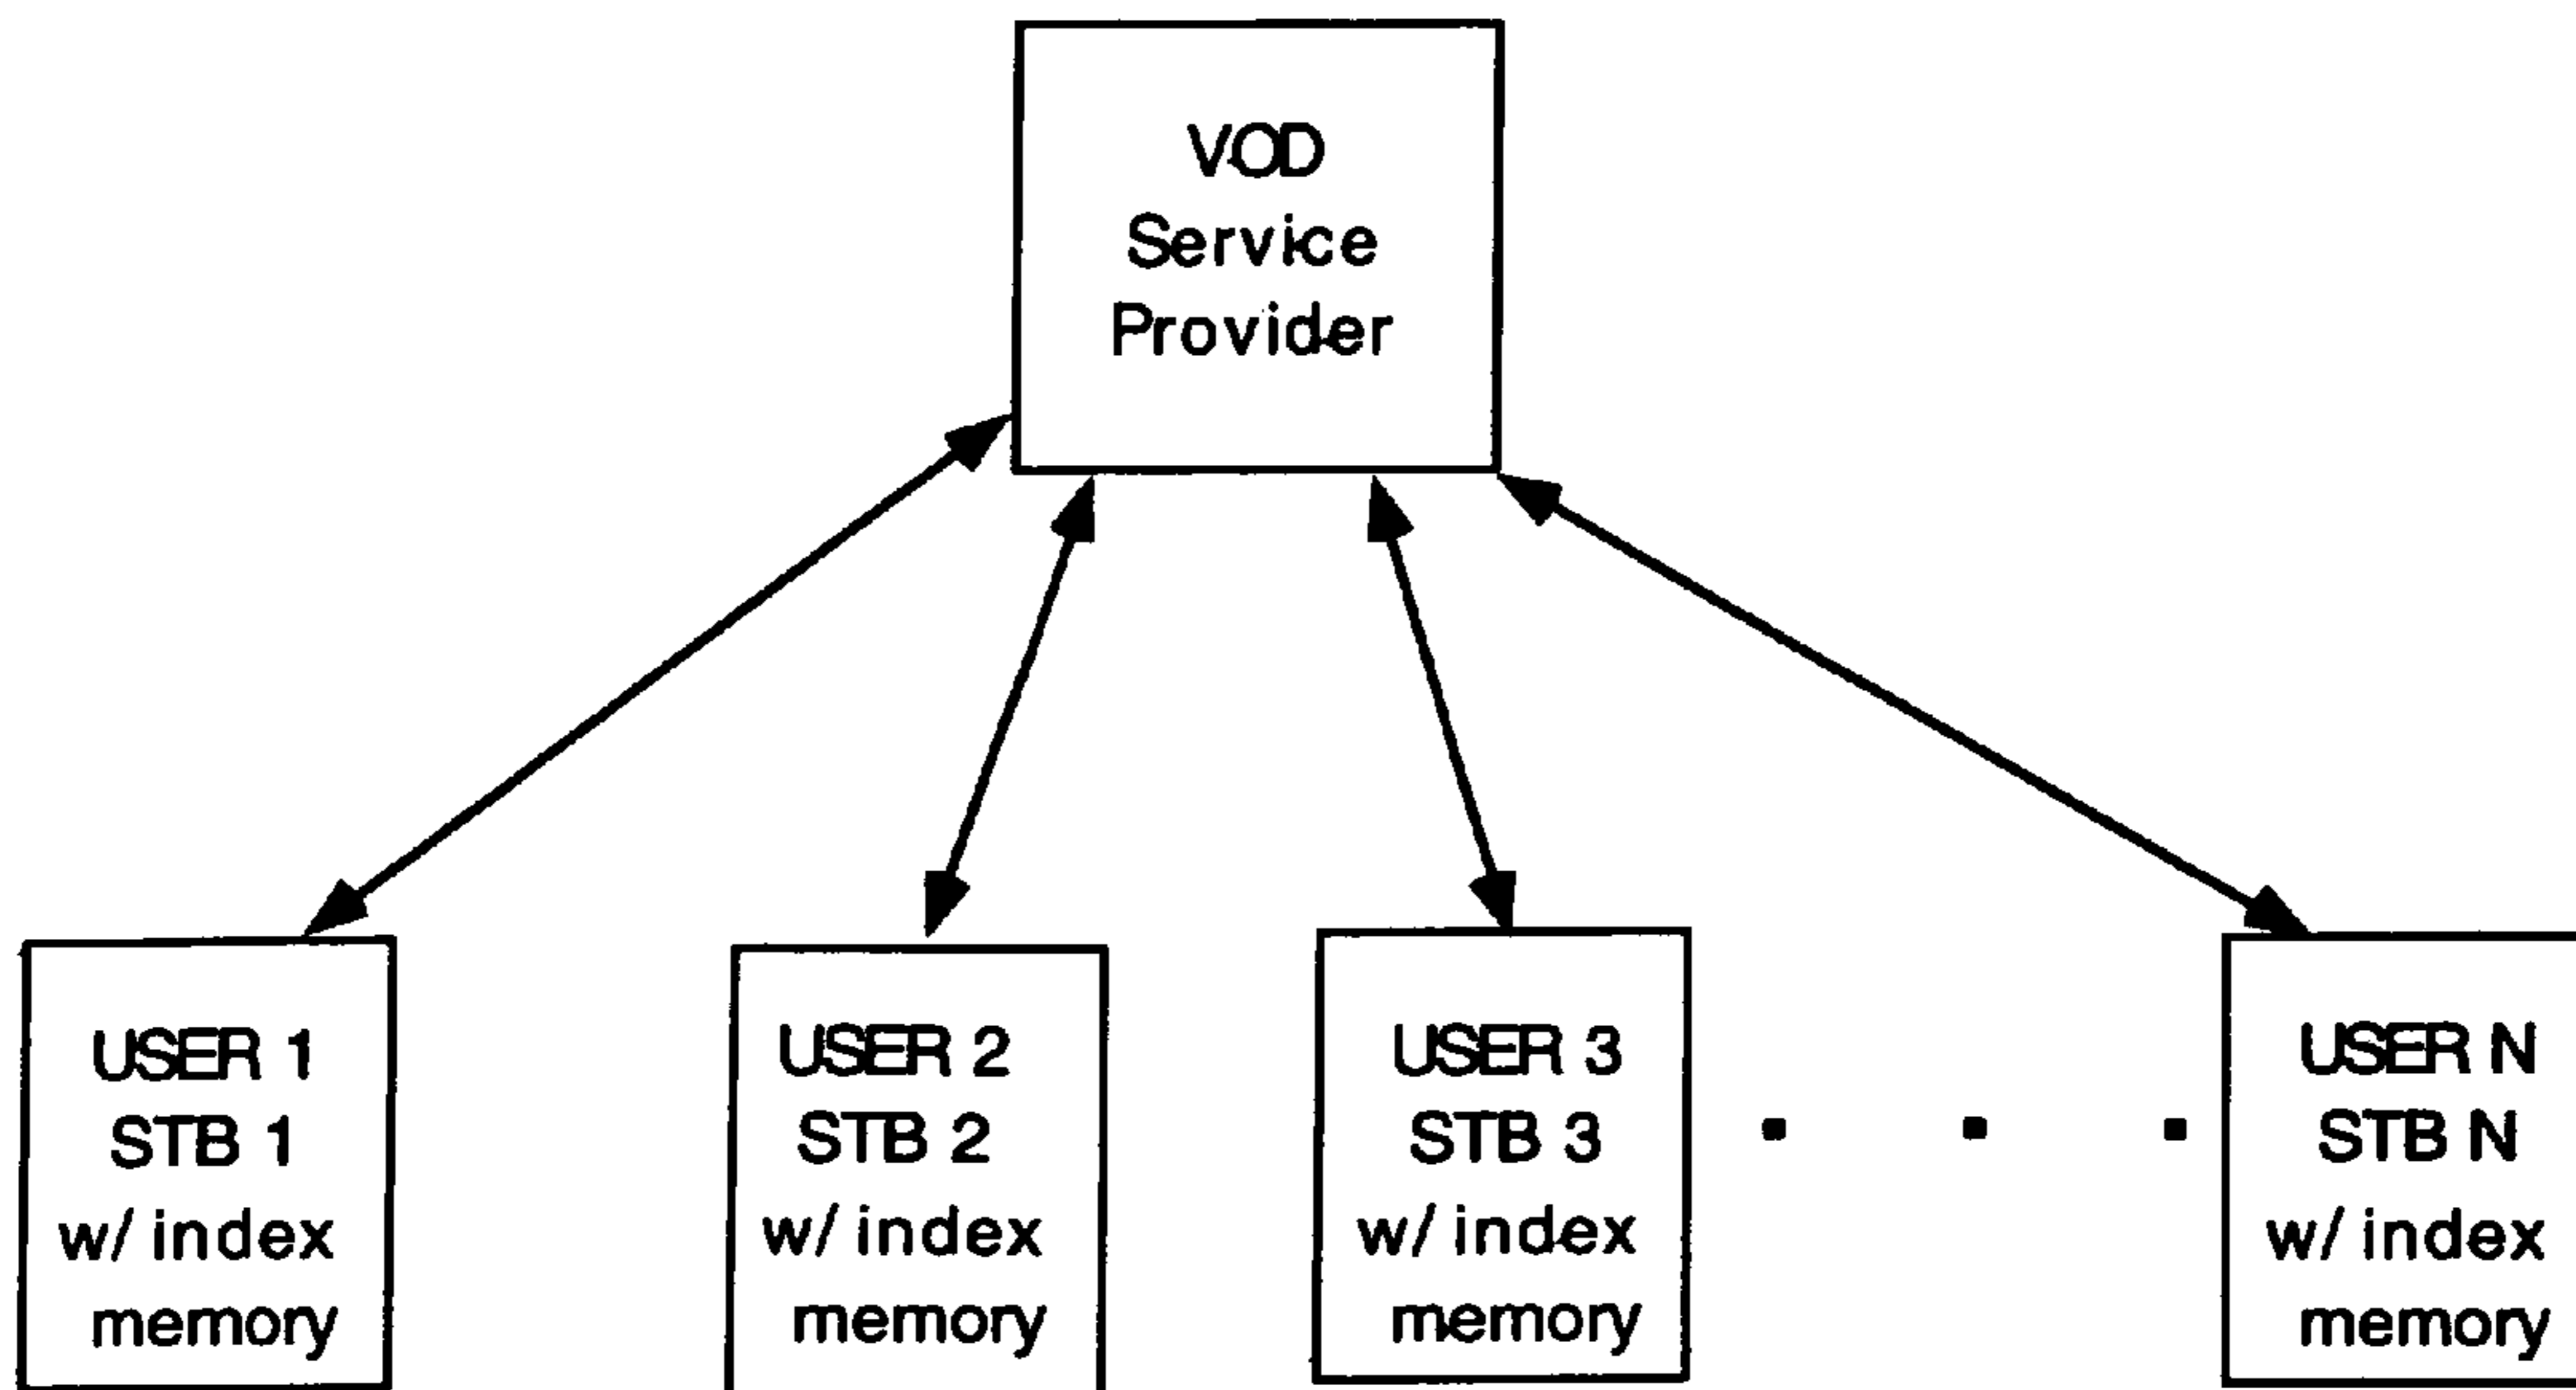 VOD
Service
Provider
USER 1
STB 1
w/ index
memory
USER 2
STB 2
w/ index
memory
USER 3
STB 3
w/ index
memory
USER N
STB N
w/ index
memory